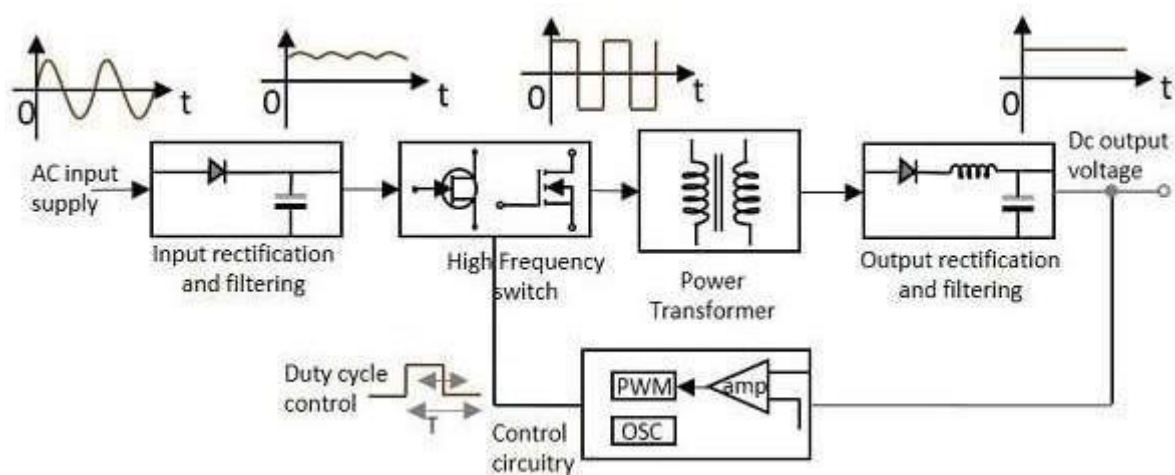 0
t
0
t
0
t
0
t
AC input
supply
Dc output
voltage
Input rectification
and filtering
High Frequency
switch
Power
Transformer
Output rectification
and filtering
Duty cycle
control
T
PWM
amp
OSC
Control
circuitry